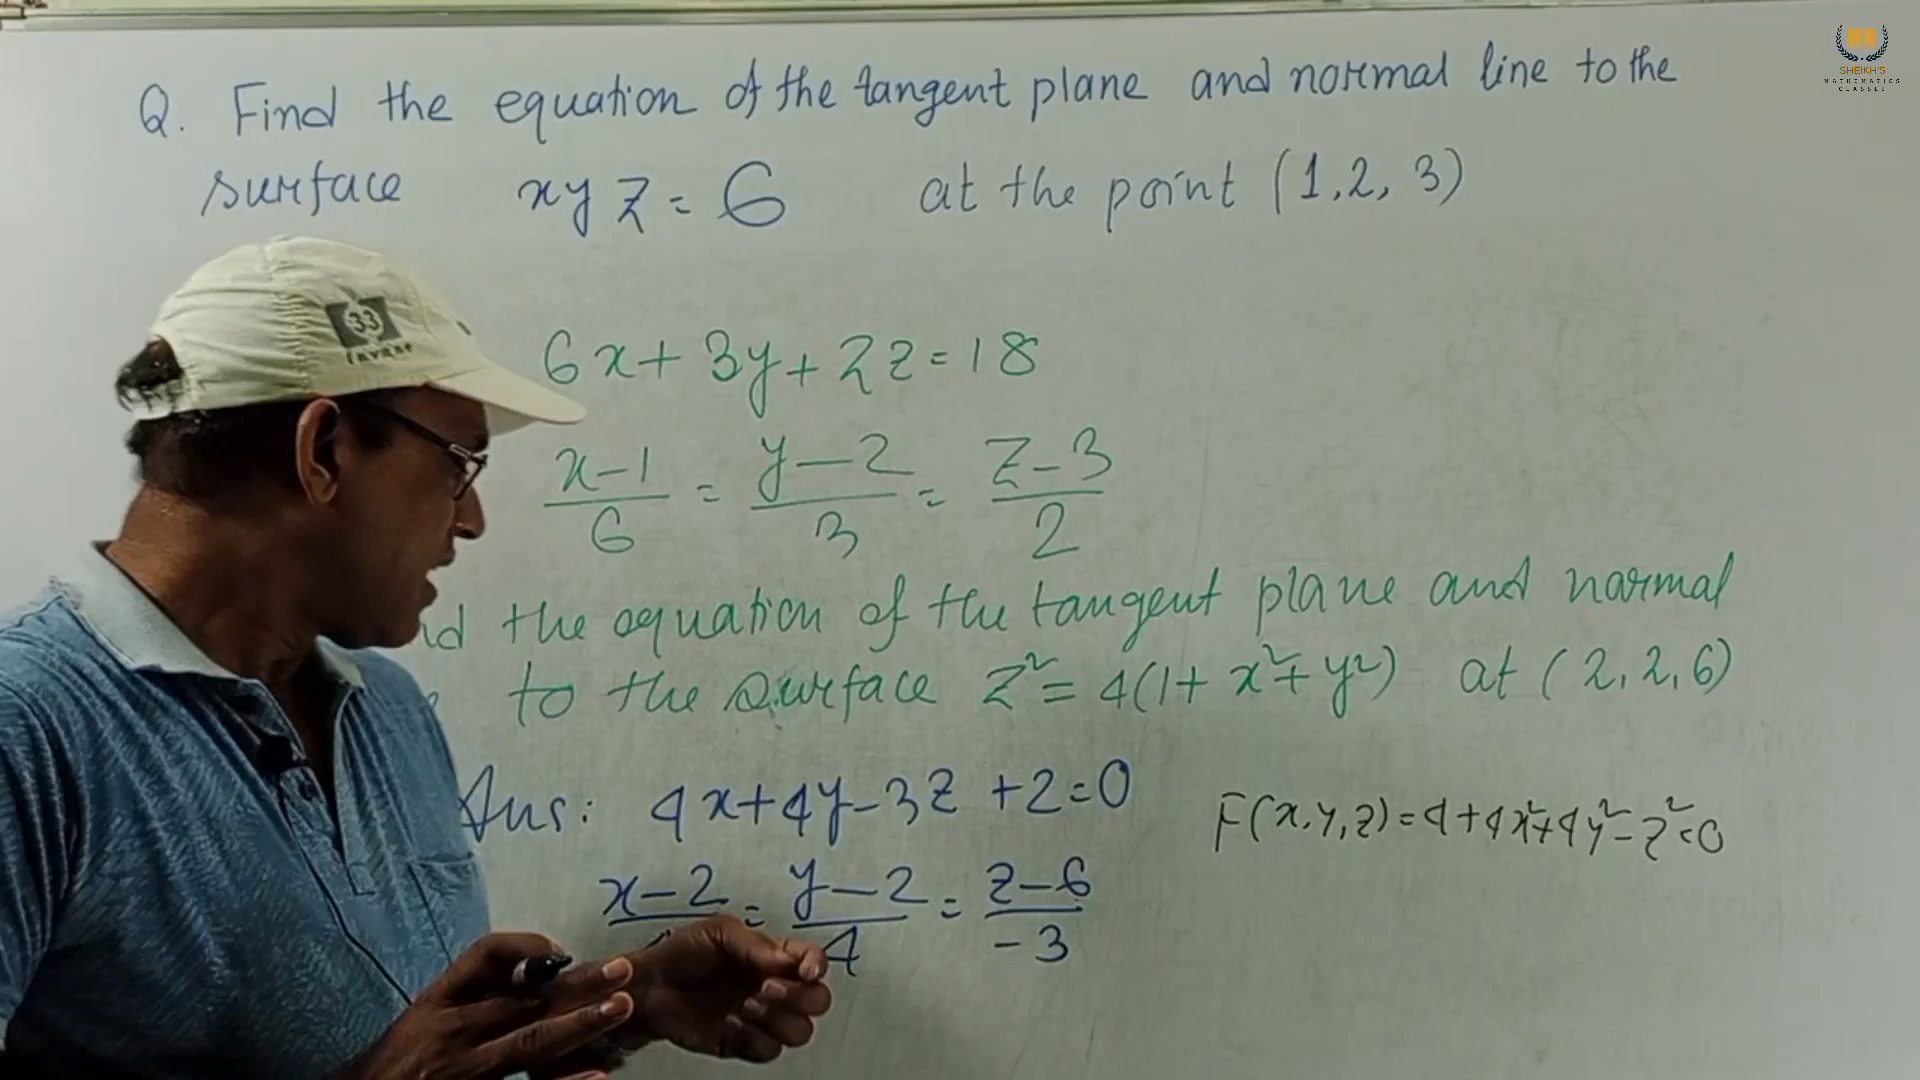 Q. Find the equation of the tangent plane and normal line to the
surface xyz = 6 at the point (1,2,3)
6x + 3y + 2z = 18
(x-1)/6 = (y-2)/3 = (z-3)/2
the equation of the tangent plane and normal
to the surface z² = 4(1 + x² + y²) at (2,2,6)
Ans: 4x + 4y - 3z + 2 = 0
F(x,y,z) = 4 + 4x² + 4y² - z² = 0
x-2 = (y-2)/4 = (z-6)/-3
33
SHEIKH'S
MATHEMATICS
CLASSES